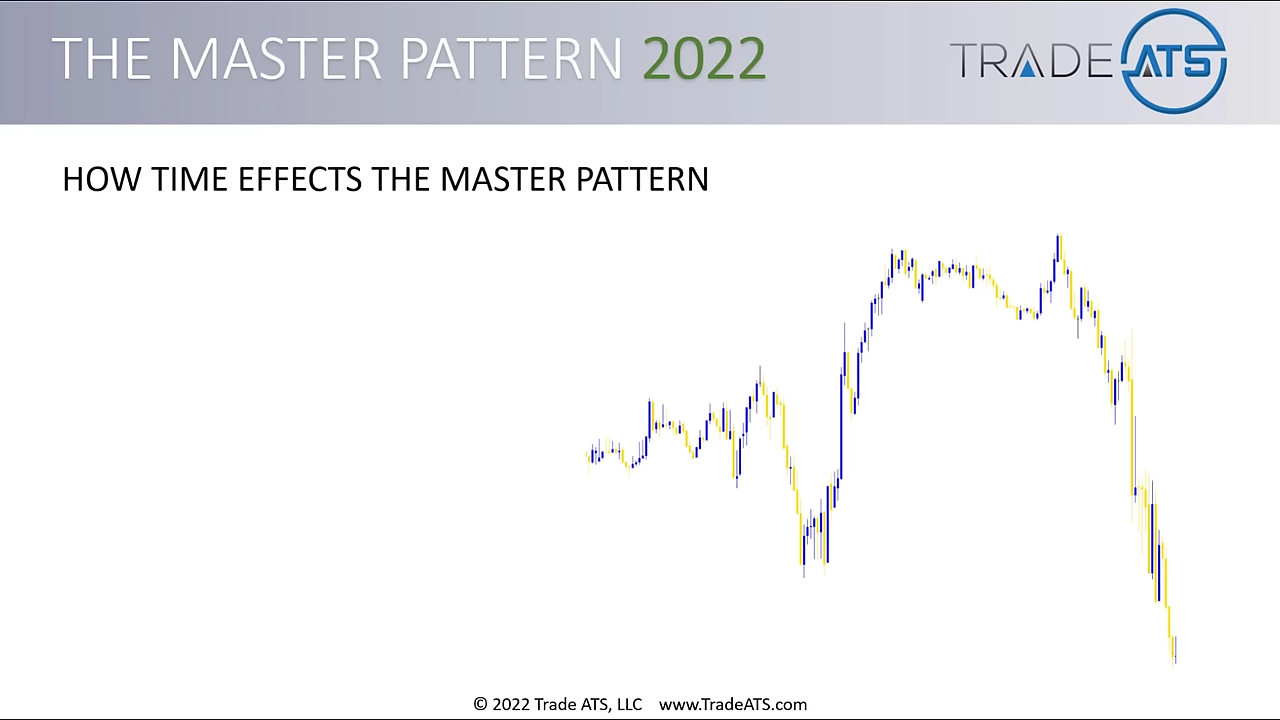 THE MASTER PATTERN 2022
TRADE ATS
HOW TIME EFFECTS THE MASTER PATTERN
© 2022 Trade ATS, LLC www.TradeATS.com